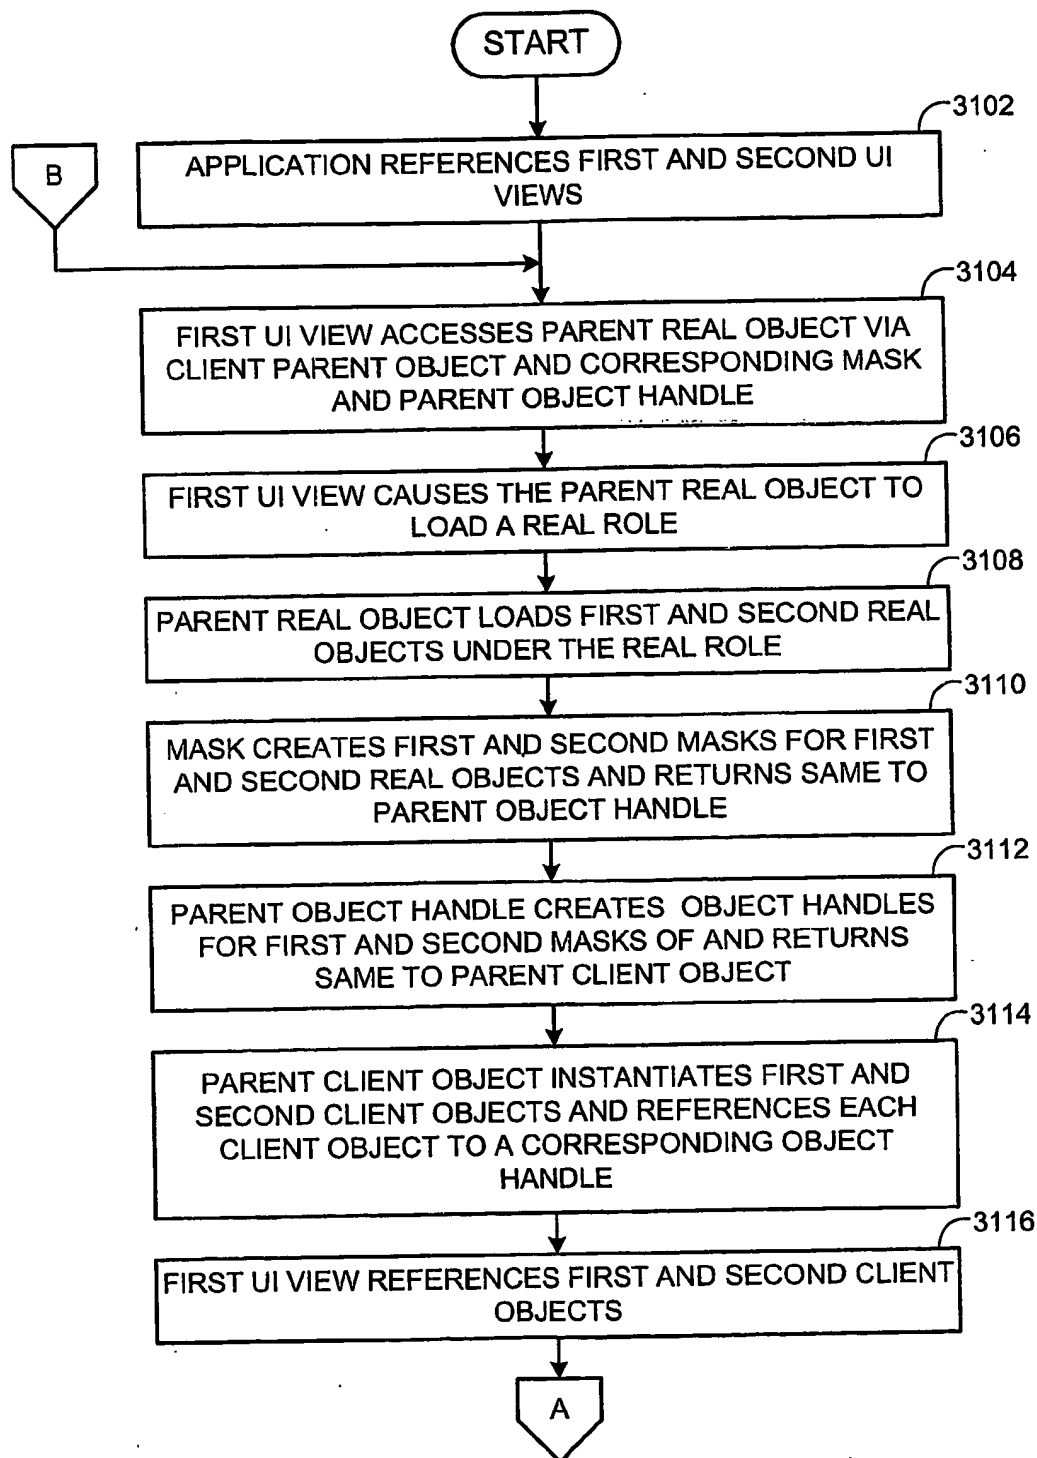 START
3102
APPLICATION REFERENCES FIRST AND SECOND UI
VIEWS
B
3104
FIRST UI VIEW ACCESSES PARENT REAL OBJECT VIA
CLIENT PARENT OBJECT AND CORRESPONDING MASK
AND PARENT OBJECT HANDLE
3106
FIRST UI VIEW CAUSES THE PARENT REAL OBJECT TO
LOAD A REAL ROLE
3108
PARENT REAL OBJECT LOADS FIRST AND SECOND REAL
OBJECTS UNDER THE REAL ROLE
3110
MASK CREATES FIRST AND SECOND MASKS FOR FIRST
AND SECOND REAL OBJECTS AND RETURNS SAME TO
PARENT OBJECT HANDLE
3112
PARENT OBJECT HANDLE CREATES OBJECT HANDLES
FOR FIRST AND SECOND MASKS OF AND RETURNS
SAME TO PARENT CLIENT OBJECT
3114
PARENT CLIENT OBJECT INSTANTIATES FIRST AND
SECOND CLIENT OBJECTS AND REFERENCES EACH
CLIENT OBJECT TO A CORRESPONDING OBJECT
HANDLE
3116
FIRST UI VIEW REFERENCES FIRST AND SECOND CLIENT
OBJECTS
A